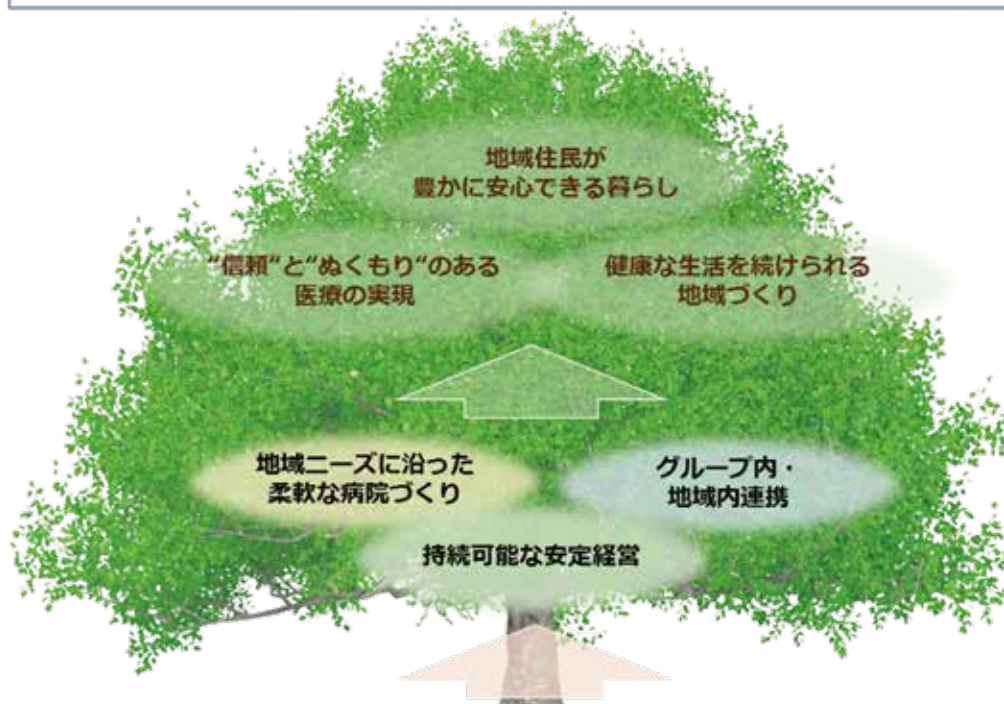 地域住民が
豊かに安心できる暮らし
“信頼“と“ぬくもり“のある
医療の実現
健康な生活を続けられる
地域づくり
地域ニーズに沿った
柔軟な病院づくり
グループ内・
地域内連携
持続可能な安定経営